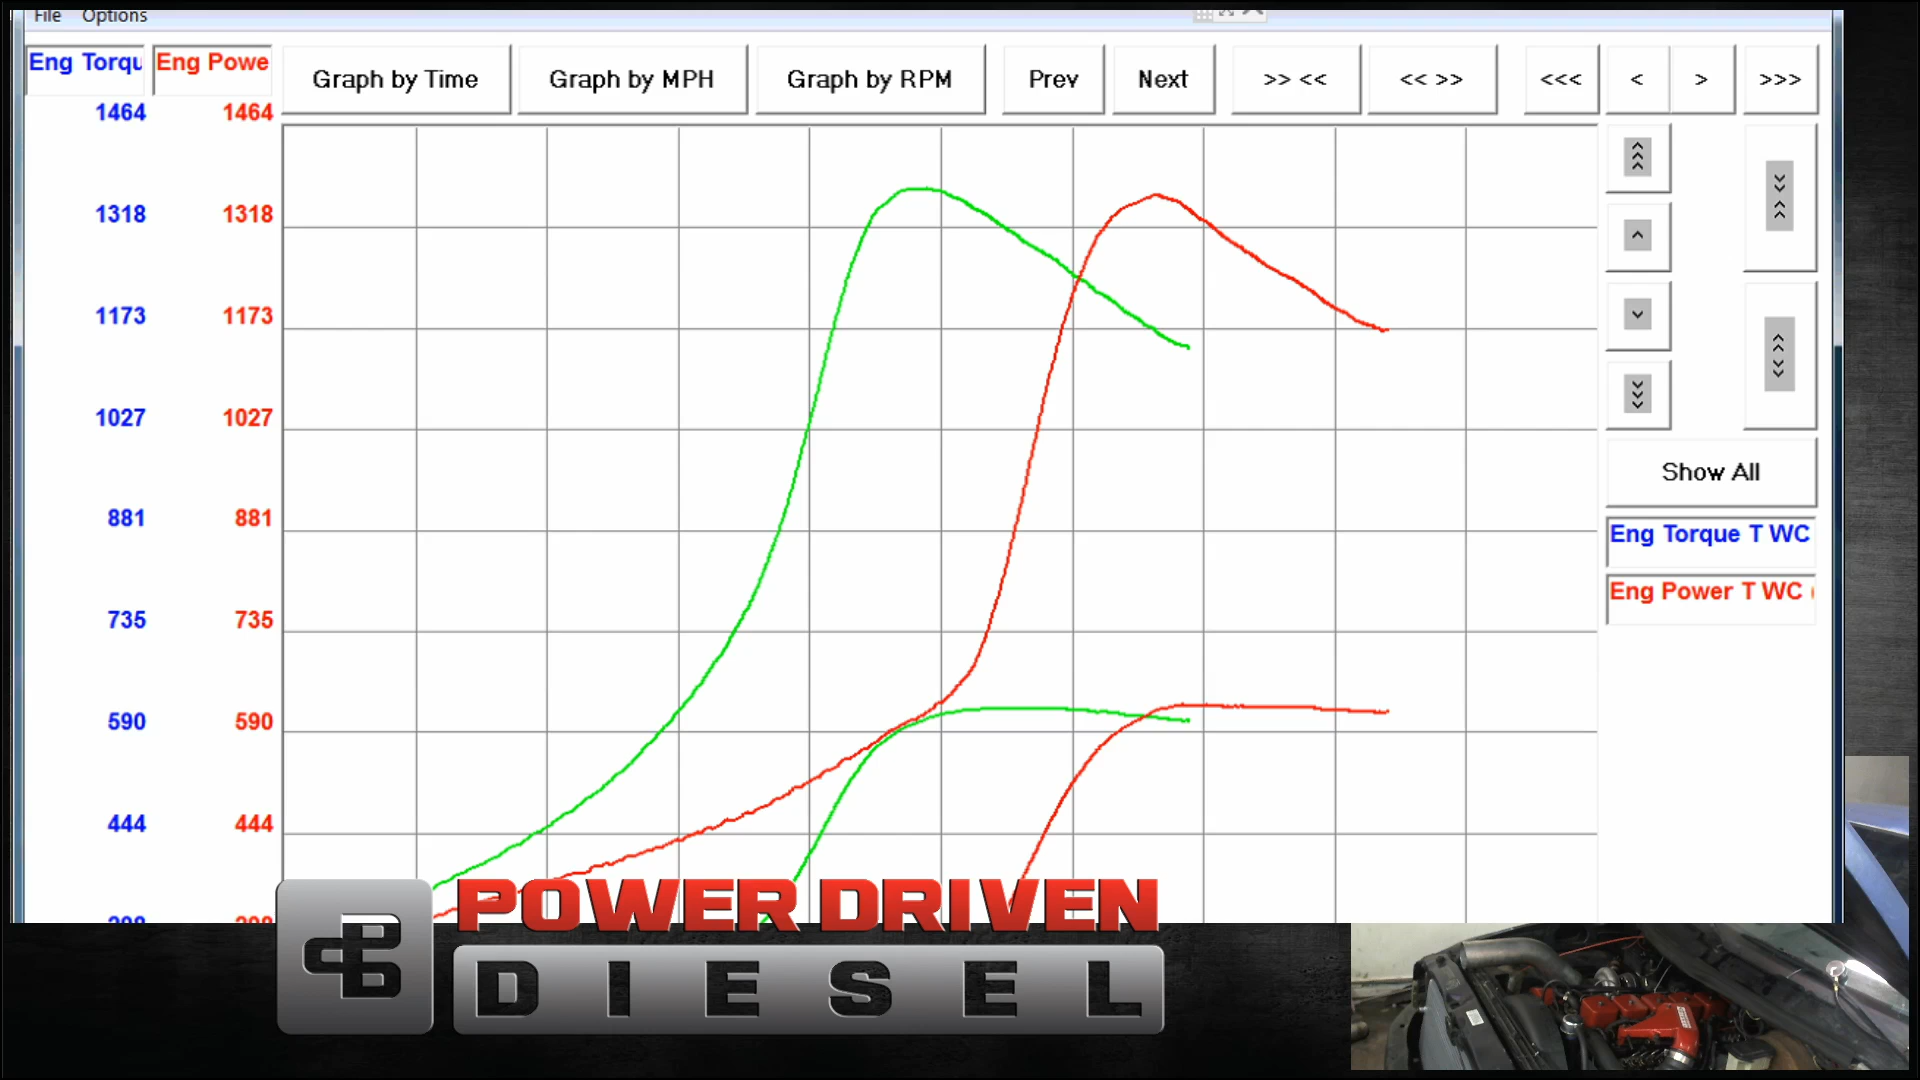 File Options
Eng Torqu Eng Powe Graph by Time Graph by MPH Graph by RPM Prev Next >> << << >> <<< < > >>>
1464 1464
1318 1318
1173 1173
1027 1027
881 881
Show All
Eng Torque T WC
Eng Power T WC
735 735
590 590
444 444
298 298
POWER DRIVEN
DIESEL